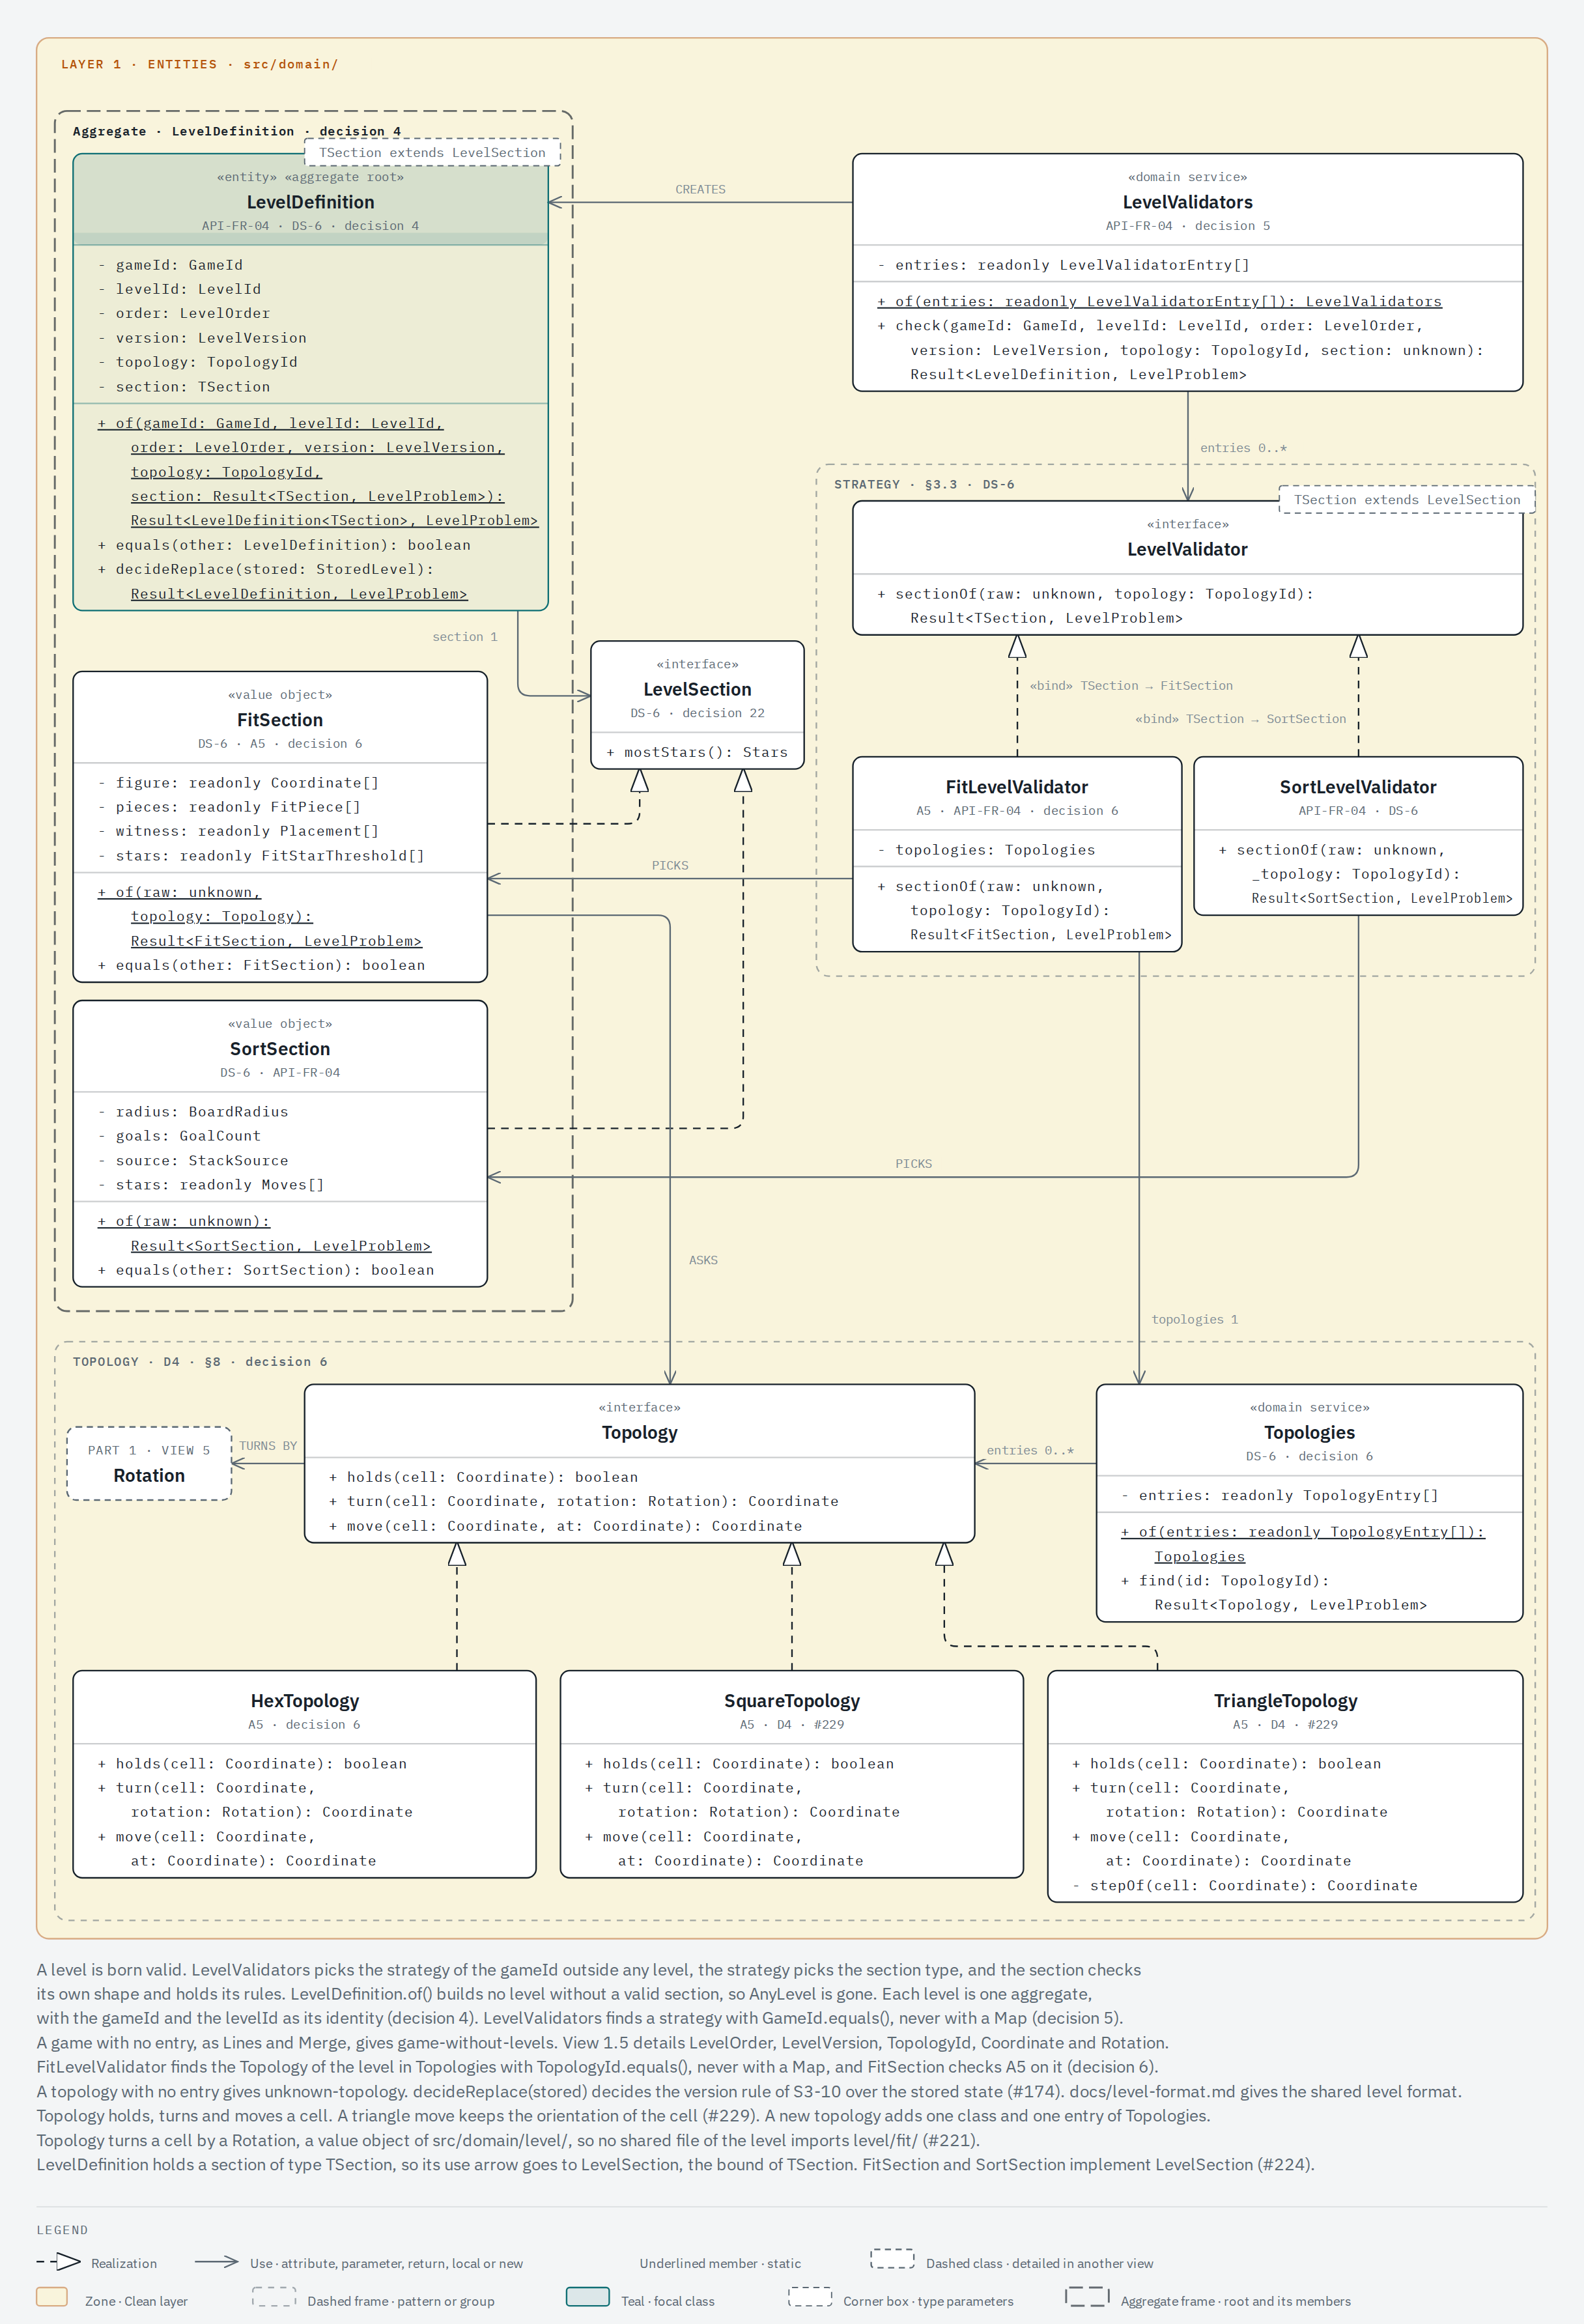 LAYER 1 · ENTITIES · src/domain/
Aggregate · LevelDefinition · decision 4
TSection extends LevelSection
«entity» «aggregate root»
LevelDefinition
API-FR-04 · DS-6 · decision 4
- gameId: GameId
- levelId: LevelId
- order: LevelOrder
- version: LevelVersion
- topology: TopologyId
- section: TSection
+ of(gameId: GameId, levelId: LevelId,
order: LevelOrder, version: LevelVersion,
topology: TopologyId,
section: Result<TSection, LevelProblem>):
Result<LevelDefinition<TSection>, LevelProblem>
+ equals(other: LevelDefinition): boolean
+ decideReplace(stored: StoredLevel):
Result<LevelDefinition, LevelProblem>
CREATES
«domain service»
LevelValidators
API-FR-04 · decision 5
- entries: readonly LevelValidatorEntry[]
+ of(entries: readonly LevelValidatorEntry[]): LevelValidators
+ check(gameId: GameId, levelId: LevelId, order: LevelOrder,
version: LevelVersion, topology: TopologyId, section: unknown):
Result<LevelDefinition, LevelProblem>
entries 0..*
STRATEGY · §3.3 · DS-6
TSection extends LevelSection
«interface»
LevelValidator
+ sectionOf(raw: unknown, topology: TopologyId):
Result<TSection, LevelProblem>
section 1
«interface»
LevelSection
DS-6 · decision 22
+ mostStars(): Stars
«bind» TSection → FitSection
«bind» TSection → SortSection
«value object»
FitSection
DS-6 · A5 · decision 6
- figure: readonly Coordinate[]
- pieces: readonly FitPiece[]
- witness: readonly Placement[]
- stars: readonly FitStarThreshold[]
+ of(raw: unknown,
topology: Topology):
Result<FitSection, LevelProblem>
+ equals(other: FitSection): boolean
PICKS
FitLevelValidator
A5 · API-FR-04 · decision 6
- topologies: Topologies
+ sectionOf(raw: unknown,
topology: TopologyId):
Result<FitSection, LevelProblem>
SortLevelValidator
API-FR-04 · DS-6
+ sectionOf(raw: unknown,
_topology: TopologyId):
Result<SortSection, LevelProblem>
«value object»
SortSection
DS-6 · API-FR-04
- radius: BoardRadius
- goals: GoalCount
- source: StackSource
- stars: readonly Moves[]
+ of(raw: unknown):
Result<SortSection, LevelProblem>
+ equals(other: SortSection): boolean
PICKS
ASKS
topologies 1
TOPOLOGY · D4 · §8 · decision 6
PART 1 · VIEW 5
Rotation
TURNS BY
«interface»
Topology
+ holds(cell: Coordinate): boolean
+ turn(cell: Coordinate, rotation: Rotation): Coordinate
+ move(cell: Coordinate, at: Coordinate): Coordinate
entries 0..*
«domain service»
Topologies
DS-6 · decision 6
- entries: readonly TopologyEntry[]
+ of(entries: readonly TopologyEntry[]):
Topologies
+ find(id: TopologyId):
Result<Topology, LevelProblem>
HexTopology
A5 · decision 6
+ holds(cell: Coordinate): boolean
+ turn(cell: Coordinate,
rotation: Rotation): Coordinate
+ move(cell: Coordinate,
at: Coordinate): Coordinate
SquareTopology
A5 · D4 · #229
+ holds(cell: Coordinate): boolean
+ turn(cell: Coordinate,
rotation: Rotation): Coordinate
+ move(cell: Coordinate,
at: Coordinate): Coordinate
TriangleTopology
A5 · D4 · #229
+ holds(cell: Coordinate): boolean
+ turn(cell: Coordinate,
rotation: Rotation): Coordinate
+ move(cell: Coordinate,
at: Coordinate): Coordinate
- stepOf(cell: Coordinate): Coordinate
A level is born valid. LevelValidators picks the strategy of the gameId outside any level, the strategy picks the section type, and the section checks
its own shape and holds its rules. LevelDefinition.of() builds no level without a valid section, so AnyLevel is gone. Each level is one aggregate,
with the gameId and the levelId as its identity (decision 4). LevelValidators finds a strategy with GameId.equals(), never with a Map (decision 5).
A game with no entry, as Lines and Merge, gives game-without-levels. View 1.5 details LevelOrder, LevelVersion, TopologyId, Coordinate and Rotation.
FitLevelValidator finds the Topology of the level in Topologies with TopologyId.equals(), never with a Map, and FitSection checks A5 on it (decision 6).
A topology with no entry gives unknown-topology. decideReplace(stored) decides the version rule of S3-10 over the stored state (#174). docs/level-format.md gives the shared level format.
Topology holds, turns and moves a cell. A triangle move keeps the orientation of the cell (#229). A new topology adds one class and one entry of Topologies.
Topology turns a cell by a Rotation, a value object of src/domain/level/, so no shared file of the level imports level/fit/ (#221).
LevelDefinition holds a section of type TSection, so its use arrow goes to LevelSection, the bound of TSection. FitSection and SortSection implement LevelSection (#224).
LEGEND
Realization
Use · attribute, parameter, return, local or new
Underlined member · static
Dashed class · detailed in another view
Zone · Clean layer
Dashed frame · pattern or group
Teal · focal class
Corner box · type parameters
Aggregate frame · root and its members